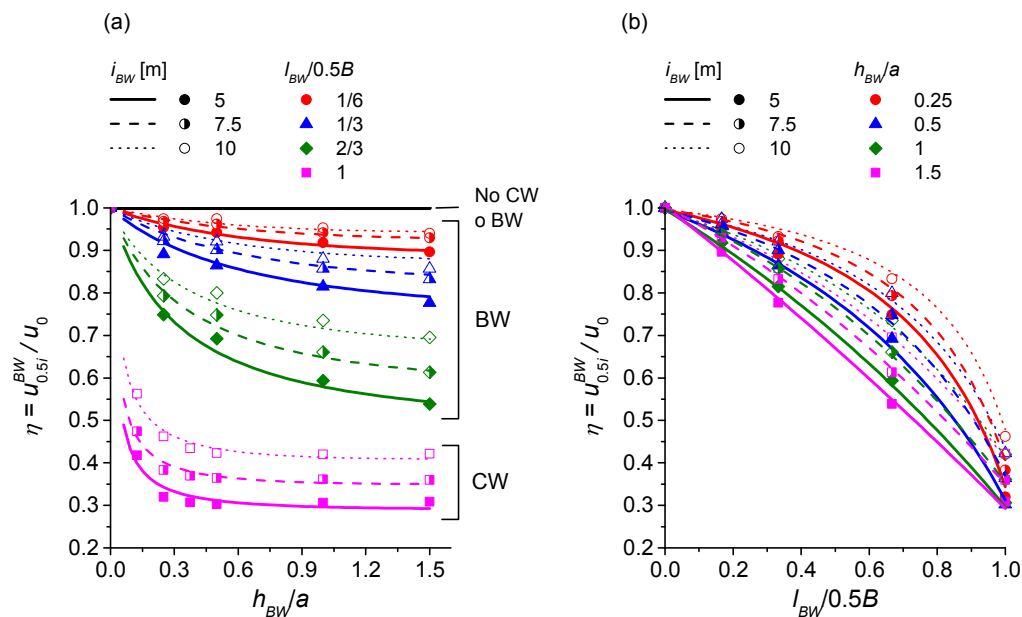 (a)
i_BW [m] l_BW/0.5B
5 1/6
7.5 1/3
10 2/3
1
No CW
o BW
BW
CW
1.0
0.9
0.8
0.7
0.6
0.5
0.4
0.3
0.2
η = u_0.5i^BW / u_0
0.0 0.3 0.6 0.9 1.2 1.5
h_BW/a
(b)
i_BW [m] h_BW/a
5 0.25
7.5 0.5
10 1
1.5
1.0
0.9
0.8
0.7
0.6
0.5
0.4
0.3
0.2
η = u_0.5i^BW / u_0
0.0 0.2 0.4 0.6 0.8 1.0
l_BW/0.5B